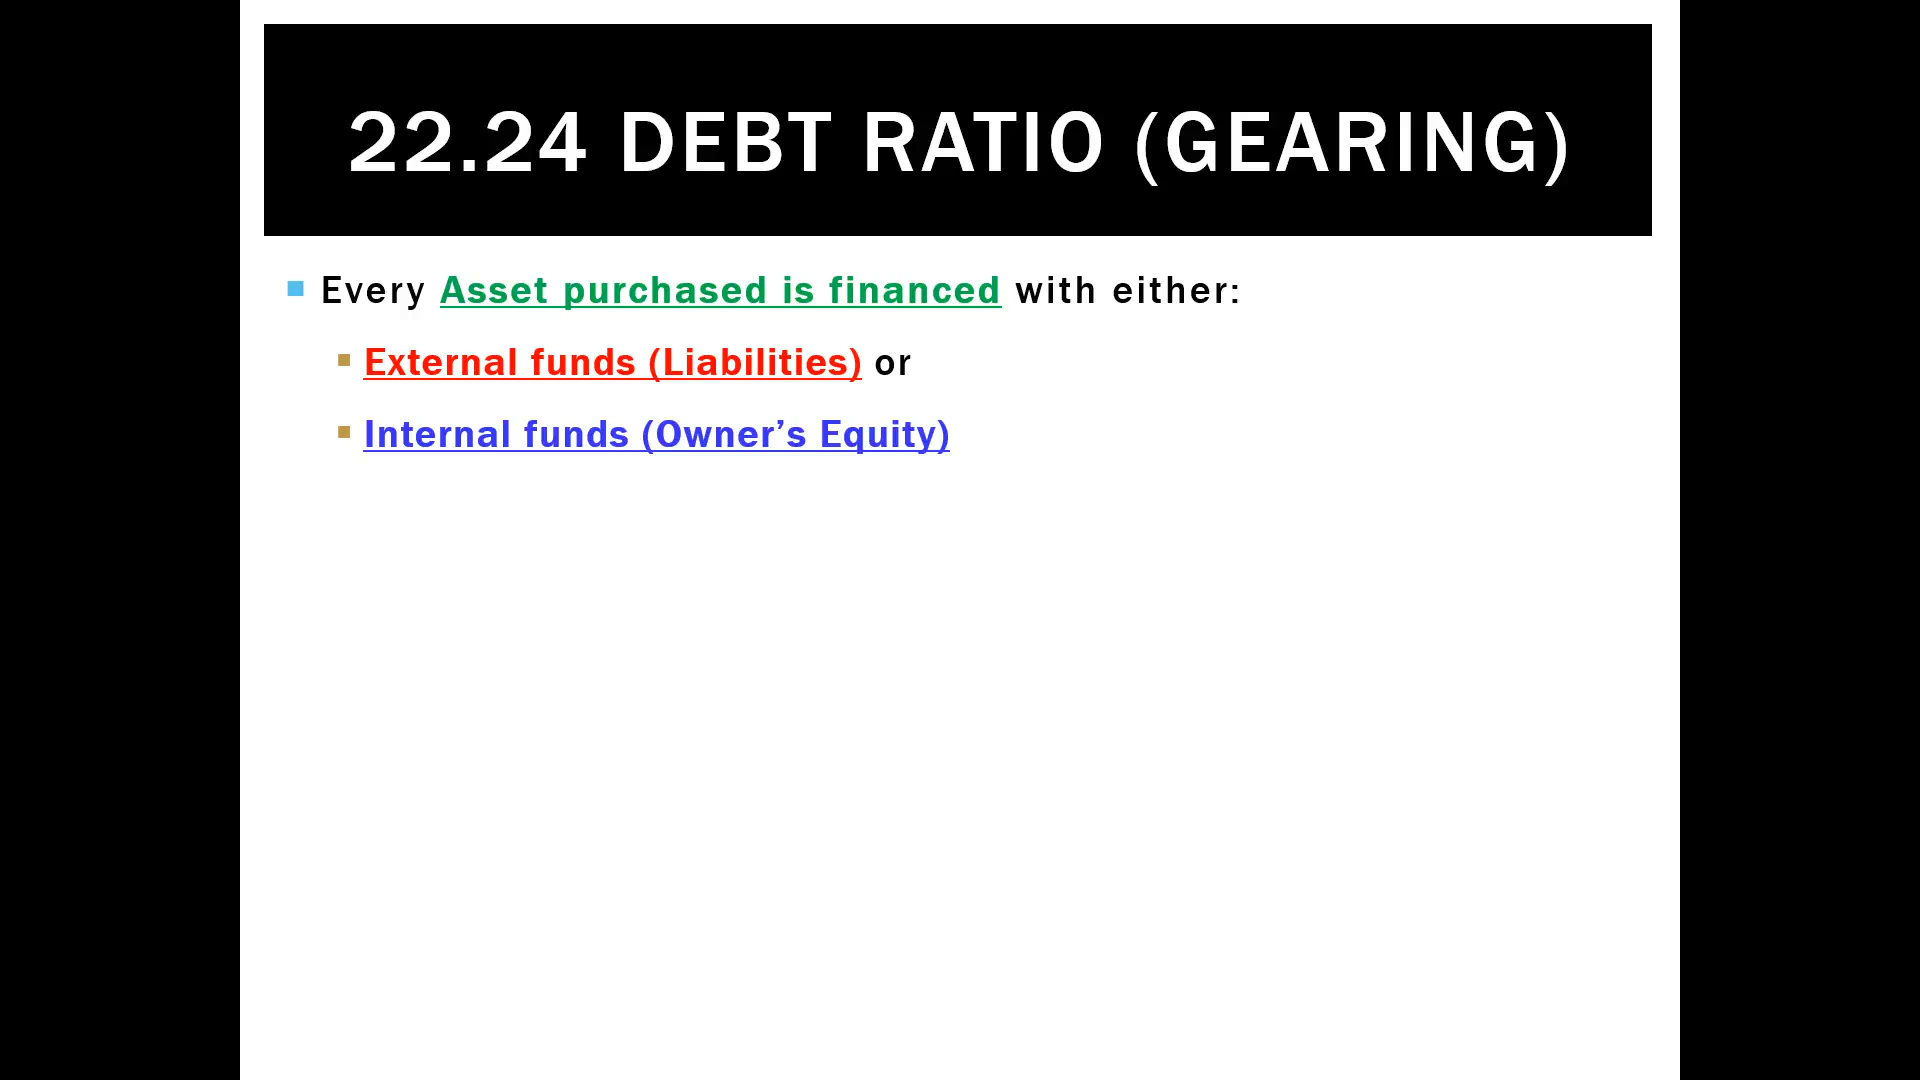 22.24 DEBT RATIO (GEARING)
Every Asset purchased is financed with either:
External funds (Liabilities) or
Internal funds (Owner’s Equity)